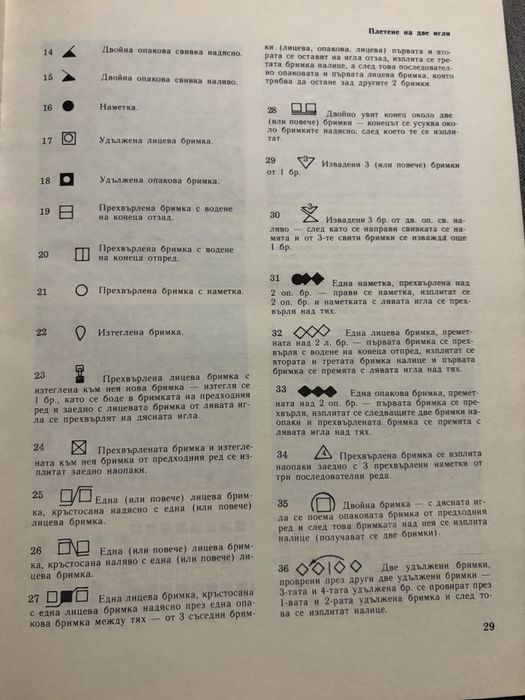 Плетене на две игли
14 Двойна опакова свивка надясно.
15 Двойна опакова свивка наляво.
16 Наметка.
17 Удължена лицева бримка.
18 Удължена опакова бримка.
19 Прехвърлена бримка с водене
на конеца отзад.
20 Прехвърлена бримка с водене
на конеца отпред.
21 Прехвърлена бримка с наметка.
22 Изтеглена бримка.
23 Прехвърлена лицева бримка с
изтеглена към нея нова бримка — изтегля се
1 бр., като се боде в бримката на предходния
ред и заедно с лицевата бримка от лявата иг-
ла се прехвърлят на дясната игла.
24 Прехвърлената бримка и изтегле-
ната към нея бримка от предходния ред се из-
плитат заедно наопаки.
25 Една (или повече) лицева брим-
ка, кръстосана надясно с една (или повече)
лицева бримка.
26 Една (или повече) лицева брим-
ка, кръстосана наляво с една (или повече) ли-
цева бримка.
27 Една лицева бримка, кръстосана
с една лицева бримка надясно през една опа-
кова бримка между тях — от 3 съседни брим-
ки (лицева, опакова, лицева) първата и вто-
рата се оставят на игла отзад, изплита се тре-
тата бримка налице, а след това последовател-
но опаковата и първата лицева бримка, които
трябва да остане зад другите 2 бримки.
28 Двойно увит конец около две
(или повече) бримки — конецът се усуква око-
ло бримките надясно, след което те се изпли-
тат.
29 3 Извадени 3 (или повече) бримки
от 1 бр.
30 3 Извадени 3 бр. от дв. оп. св. на-
ляво — след като се направи свивката се на-
мята и от 3-те свити бримки се изважда още
1 бр.
31 Една наметка, прехвърлена над
2 оп. бр. — прави се наметка, изплитат се
2 оп. бр. и наметката с лявата игла се прех-
върля над тях.
32 Една лицева бримка, премет-
ната над 2 л. бр. — първата бримка се прех-
върля с водене на конеца отпред, изплитат се
втората и третата бримка налице и първата
бримка се премята с лявата игла над тях.
33 Една опакова бримка, премет-
ната над 2 оп. бр. — първата бримка се пре-
хвърля, изплитат се следващите две бримки на-
опаки и прехвърлената бримка се премята с
лявата игла над тях.
34 Прехвърлена бримка се изплита
наопаки заедно с 3 прехвърлени наметки от
три последователни реда.
35 Двойна бримка — с дясната иг-
ла се поема опаковата бримка от предходния
ред и след това бримката над нея се изплита
налице (получават се две бримки).
36 Две удължени бримки,
проврени през други две удължени бримки —
3-тата и 4-тата удължена бр. се провират през
1-вата и 2-рата удължена бримка и след то-
ва се изплитат налице.
29